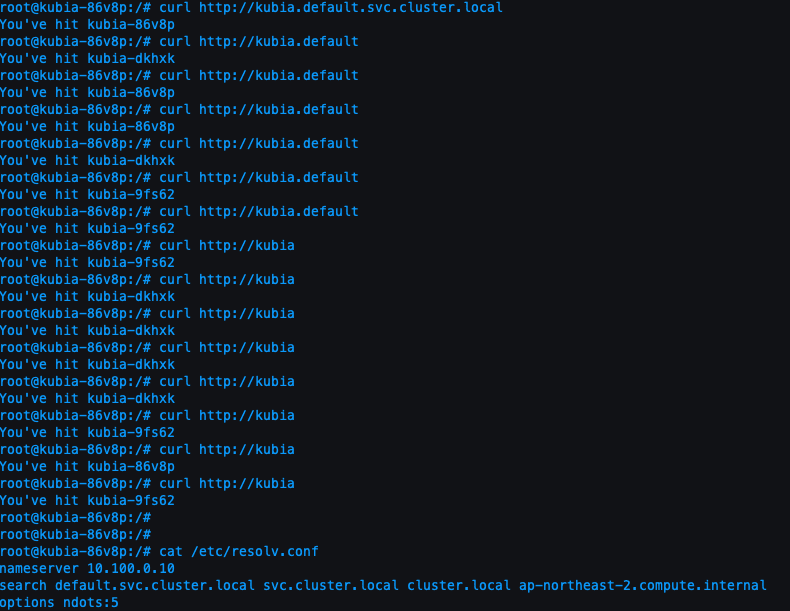 root@kubia-86v8p:/# curl http://kubia.default.svc.cluster.local
You've hit kubia-86v8p
root@kubia-86v8p:/# curl http://kubia.default
You've hit kubia-dkhxk
root@kubia-86v8p:/# curl http://kubia.default
You've hit kubia-86v8p
root@kubia-86v8p:/# curl http://kubia.default
You've hit kubia-86v8p
root@kubia-86v8p:/# curl http://kubia.default
You've hit kubia-dkhxk
root@kubia-86v8p:/# curl http://kubia.default
You've hit kubia-9fs62
root@kubia-86v8p:/# curl http://kubia.default
You've hit kubia-9fs62
root@kubia-86v8p:/# curl http://kubia
You've hit kubia-9fs62
root@kubia-86v8p:/# curl http://kubia
You've hit kubia-dkhxk
root@kubia-86v8p:/# curl http://kubia
You've hit kubia-dkhxk
root@kubia-86v8p:/# curl http://kubia
You've hit kubia-dkhxk
root@kubia-86v8p:/# curl http://kubia
You've hit kubia-dkhxk
root@kubia-86v8p:/# curl http://kubia
You've hit kubia-9fs62
root@kubia-86v8p:/# curl http://kubia
You've hit kubia-86v8p
root@kubia-86v8p:/# curl http://kubia
You've hit kubia-9fs62
root@kubia-86v8p:/#
root@kubia-86v8p:/#
root@kubia-86v8p:/# cat /etc/resolv.conf
nameserver 10.100.0.10
search default.svc.cluster.local svc.cluster.local cluster.local ap-northeast-2.compute.internal
options ndots:5